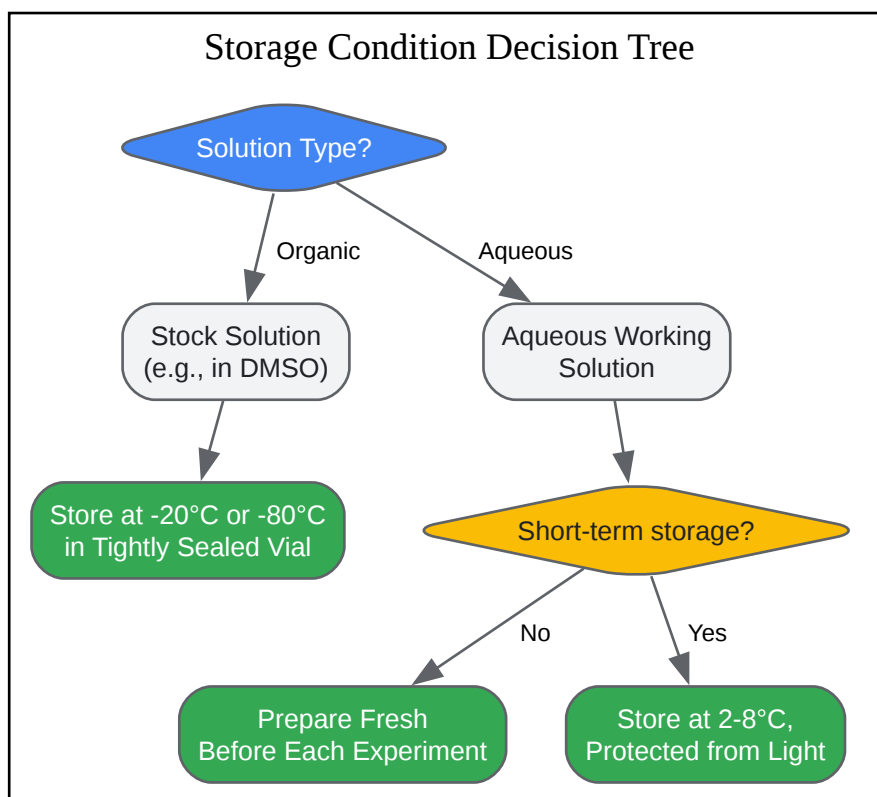 Storage Condition Decision Tree
Solution Type?
Organic
Aqueous
Stock Solution
(e.g., in DMSO)
Aqueous Working
Solution
Store at -20°C or -80°C
in Tightly Sealed Vial
Short-term storage?
No
Yes
Prepare Fresh
Before Each Experiment
Store at 2-8°C,
Protected from Light